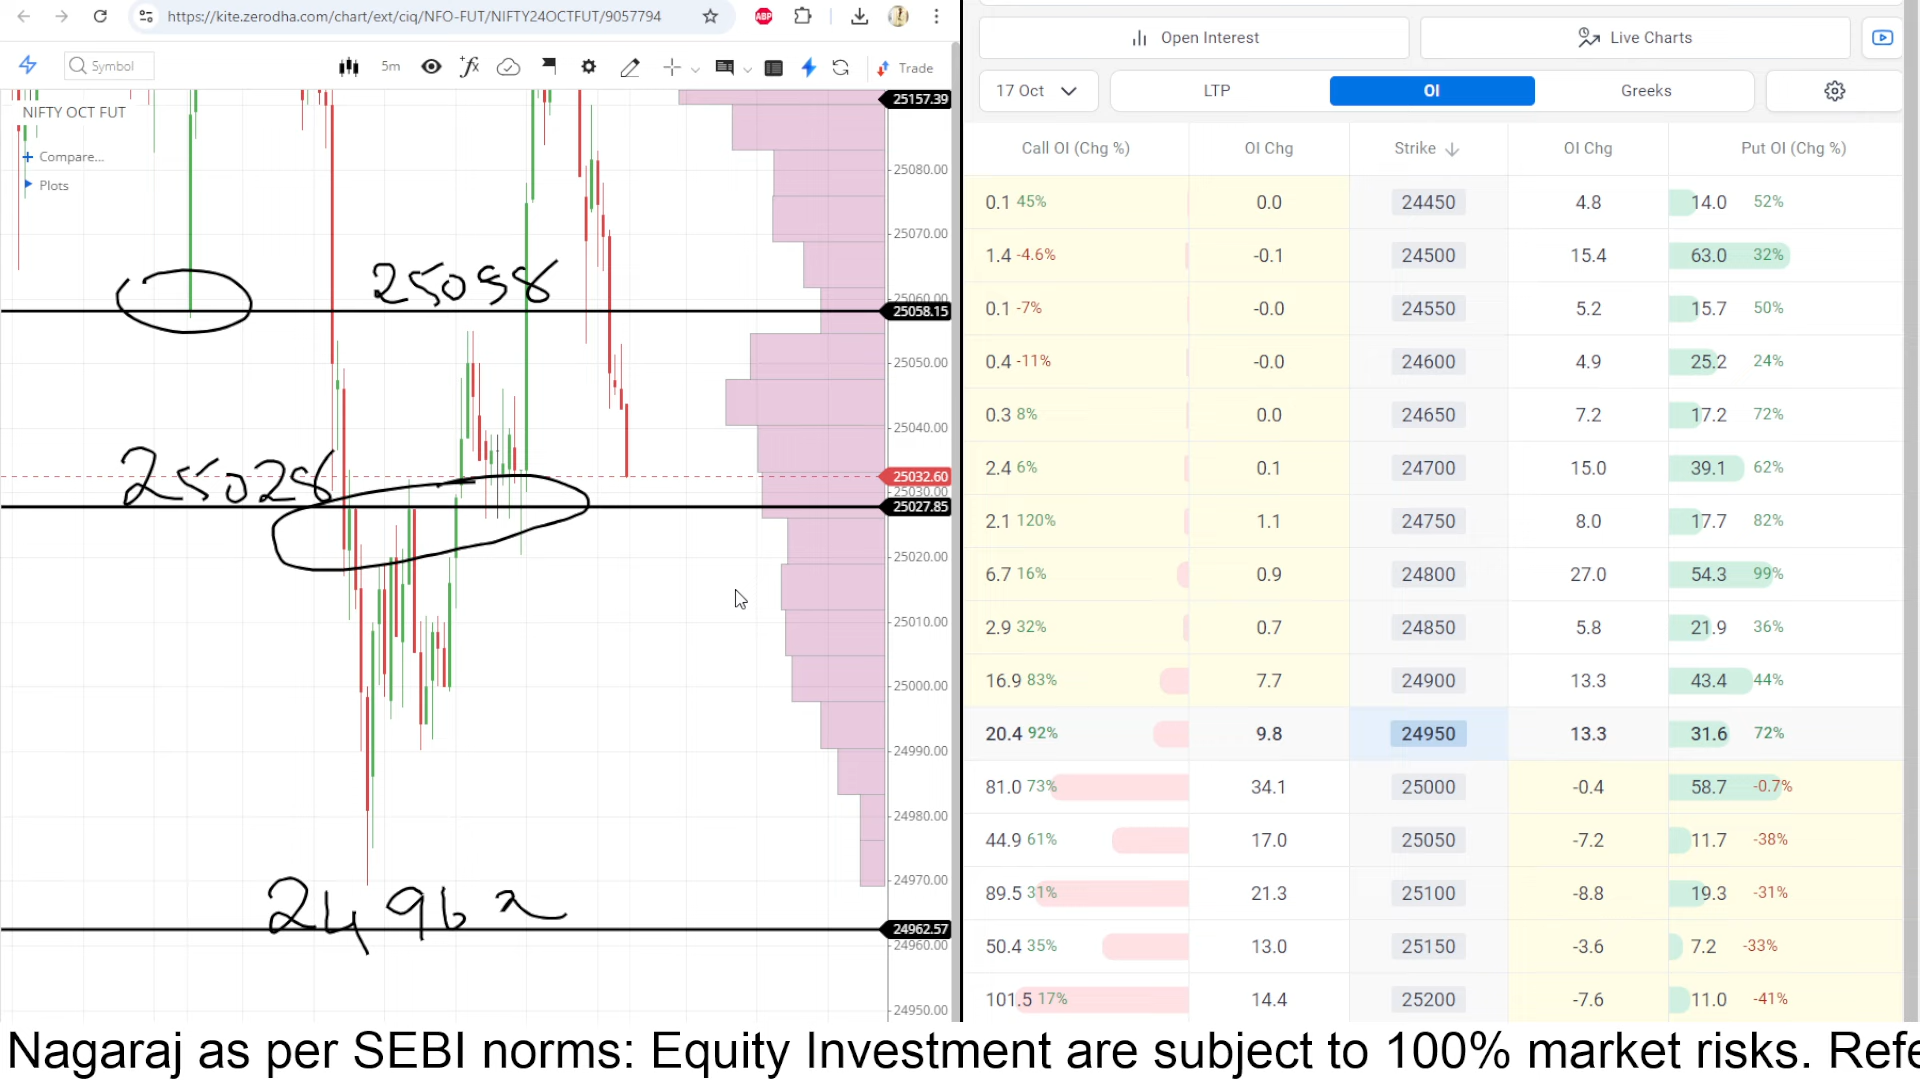 https://kite.zerodha.com/chart/ext/ciq/NFO-FUT/NIFTY24OCTFUT/9057794
ABP
Symbol
5m
Trade
NIFTY OCT FUT
Compare...
Plots
25157.39
25080.00
25070.00
25060.00
25058.15
25050.00
25040.00
25032.60
25030.00
25027.85
25020.00
25010.00
25000.00
24990.00
24980.00
24970.00
24962.57
24960.00
24950.00
25058
25028
24962
Open Interest
Live Charts
17 Oct
LTP
OI
Greeks
Call OI (Chg %) OI Chg Strike OI Chg Put OI (Chg %)
0.1 45% 0.0 24450 4.8 14.0 52%
1.4 -4.6% -0.1 24500 15.4 63.0 32%
0.1 -7% -0.0 24550 5.2 15.7 50%
0.4 -11% -0.0 24600 4.9 25.2 24%
0.3 8% 0.0 24650 7.2 17.2 72%
2.4 6% 0.1 24700 15.0 39.1 62%
2.1 120% 1.1 24750 8.0 17.7 82%
6.7 16% 0.9 24800 27.0 54.3 99%
2.9 32% 0.7 24850 5.8 21.9 36%
16.9 83% 7.7 24900 13.3 43.4 44%
20.4 92% 9.8 24950 13.3 31.6 72%
81.0 73% 34.1 25000 -0.4 58.7 -0.7%
44.9 61% 17.0 25050 -7.2 11.7 -38%
89.5 31% 21.3 25100 -8.8 19.3 -31%
50.4 35% 13.0 25150 -3.6 7.2 -33%
101.5 17% 14.4 25200 -7.6 11.0 -41%
Nagaraj as per SEBI norms: Equity Investment are subject to 100% market risks. Refe